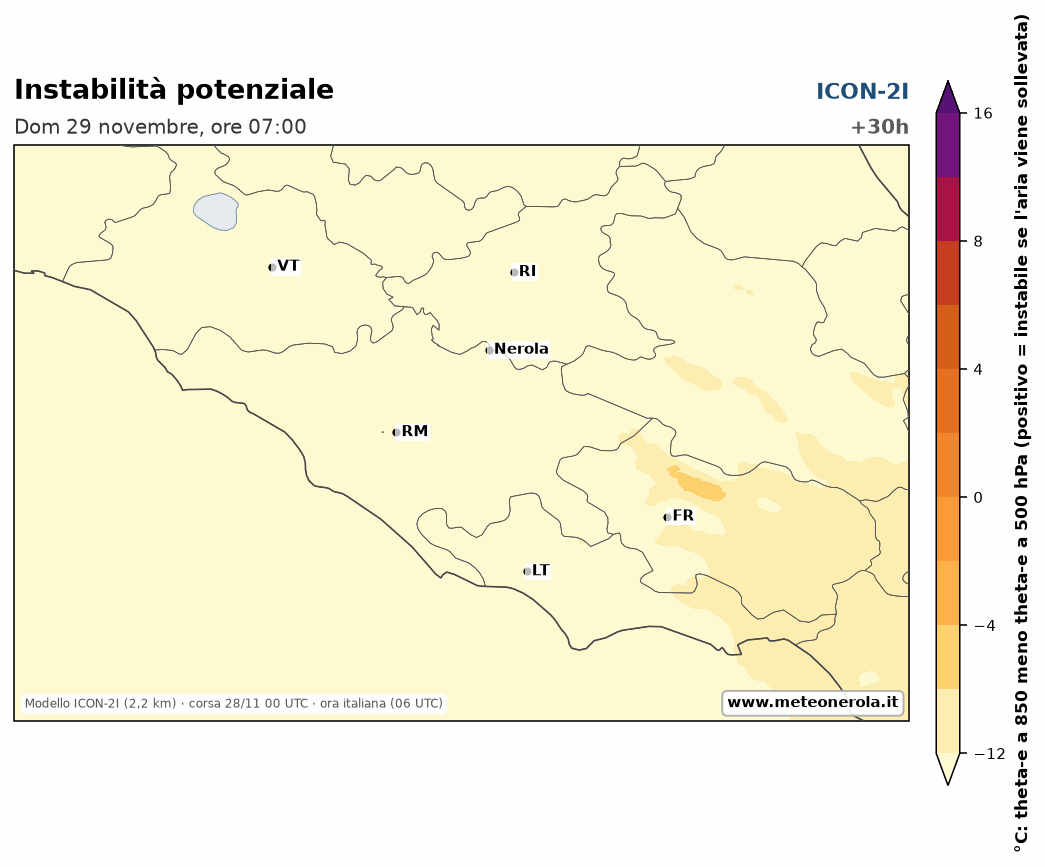 Instabilità potenziale
ICON-2I
Dom 29 novembre, ore 07:00
+30h
VT
RI
Nerola
RM
FR
LT
Modello ICON-2I (2,2 km) · corsa 28/11 00 UTC · ora italiana (06 UTC)
www.meteonerola.it
16
8
4
0
−4
−12
°C: theta-e a 850 meno theta-e a 500 hPa (positivo = instabile se l'aria viene sollevata)